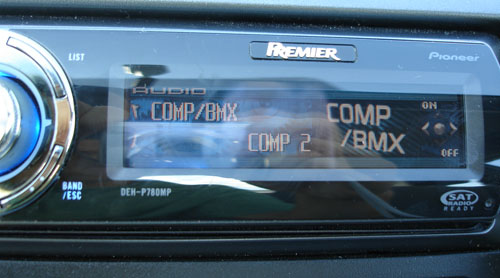 PREMIER
Pioneer
LIST
AUDIO
COMP/BMX
COMP
/BMX
ON
OFF
COMP 2
BAND
/ESC
DEH-P780MP
SAT
RADIO
READY